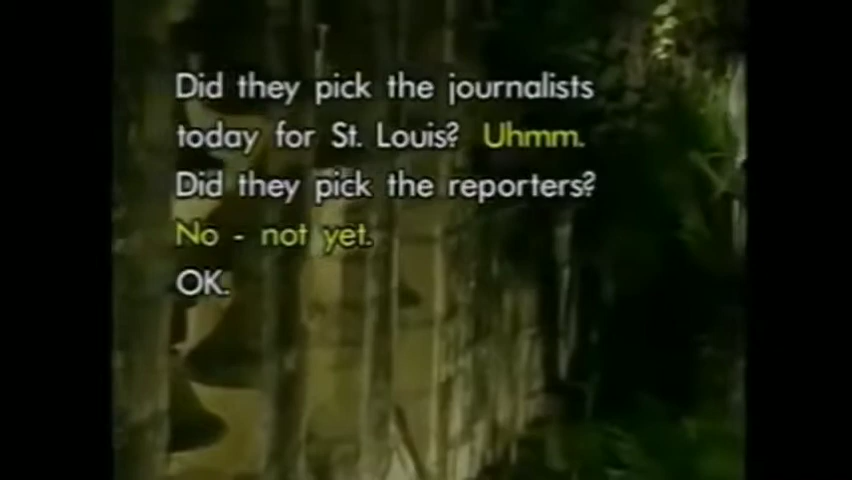 Did they pick the journalists
today for St. Louis? Uhmm.
Did they pick the reporters?
No - not yet.
OK.